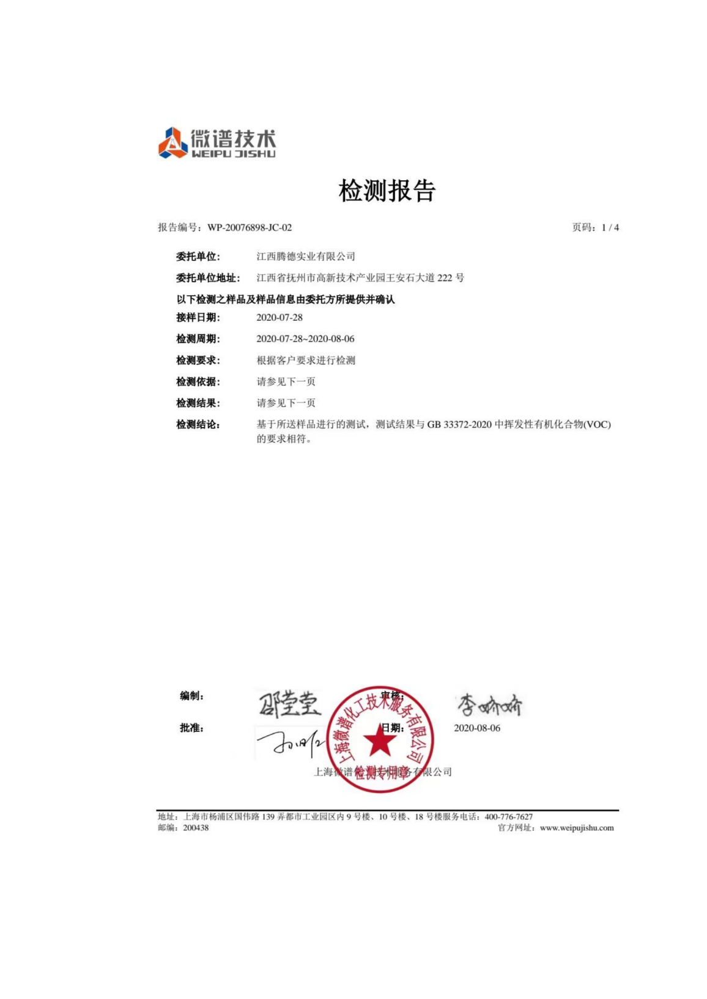 微谱技术
WEIPU JISHU
检测报告
报告编号：WP-20076898-JC-02 页码：1 / 4
委托单位： 江西腾德实业有限公司
委托单位地址： 江西省抚州市高新技术产业园王安石大道 222 号
以下检测之样品及样品信息由委托方所提供并确认
接样日期： 2020-07-28
检测周期： 2020-07-28~2020-08-06
检测要求： 根据客户要求进行检测
检测依据： 请参见下一页
检测结果： 请参见下一页
检测结论： 基于所送样品进行的测试，测试结果与 GB 33372-2020 中挥发性有机化合物(VOC)
的要求相符。
编制： 邵莹莹 审核： 李娇娇
批准： 日期： 2020-08-06
上海微谱化工技术服务有限公司
检测专用章
上海微谱化工技术服务有限公司
地址：上海市杨浦区国伟路 139 弄都市工业园区内 9 号楼、10 号楼、18 号楼服务电话：400-776-7627
邮编：200438 官方网址：www.weipujishu.com